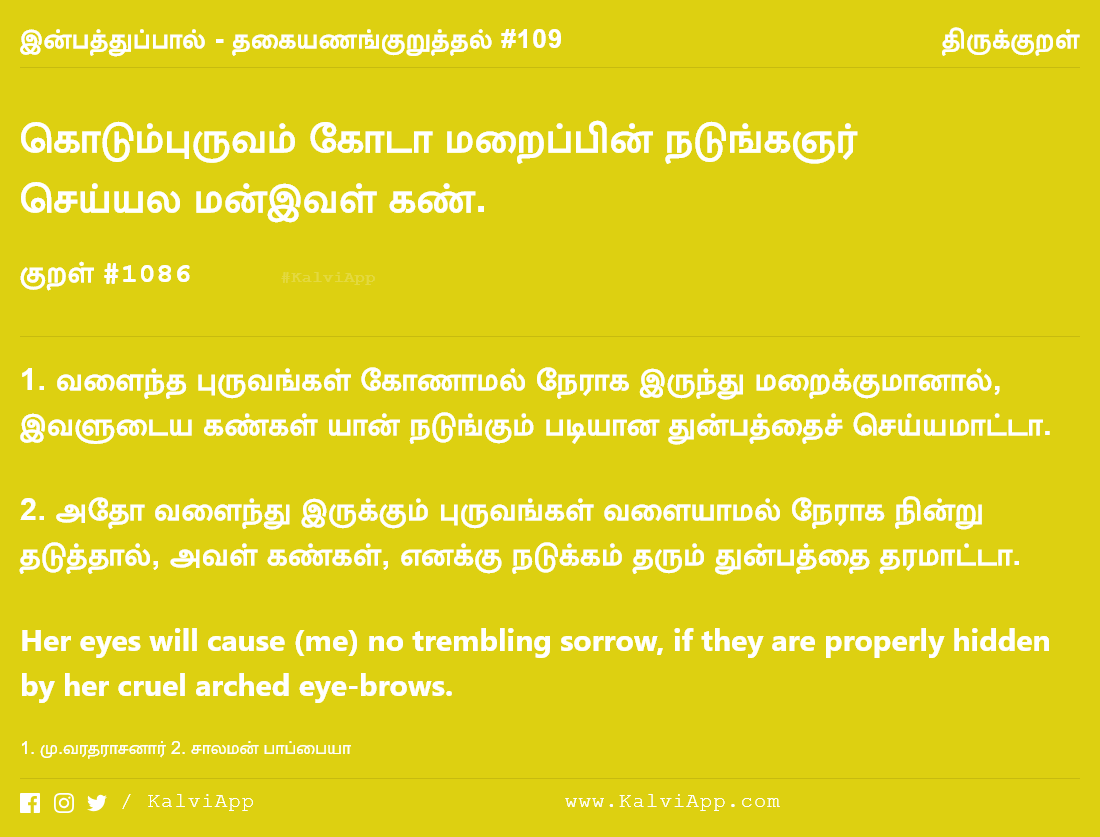 இன்பத்துப்பால் - தகையணங்குறுத்தல் #109 திருக்குறள்
கொடும்புருவம் கோடா மறைப்பின் நடுங்கஞர்
செய்யல மன்இவள் கண்.
குறள் #1086 #KalviApp
1. வளைந்த புருவங்கள் கோணாமல் நேராக இருந்து மறைக்குமானால்,
இவளுடைய கண்கள் யான் நடுங்கும் படியான துன்பத்தைச் செய்யமாட்டா.
2. அதோ வளைந்து இருக்கும் புருவங்கள் வளையாமல் நேராக நின்று
தடுத்தால், அவள் கண்கள், எனக்கு நடுக்கம் தரும் துன்பத்தை தரமாட்டா.
Her eyes will cause (me) no trembling sorrow, if they are properly hidden
by her cruel arched eye-brows.
1. மு.வரதராசனார் 2. சாலமன் பாப்பையா
/ KalviApp www.KalviApp.com